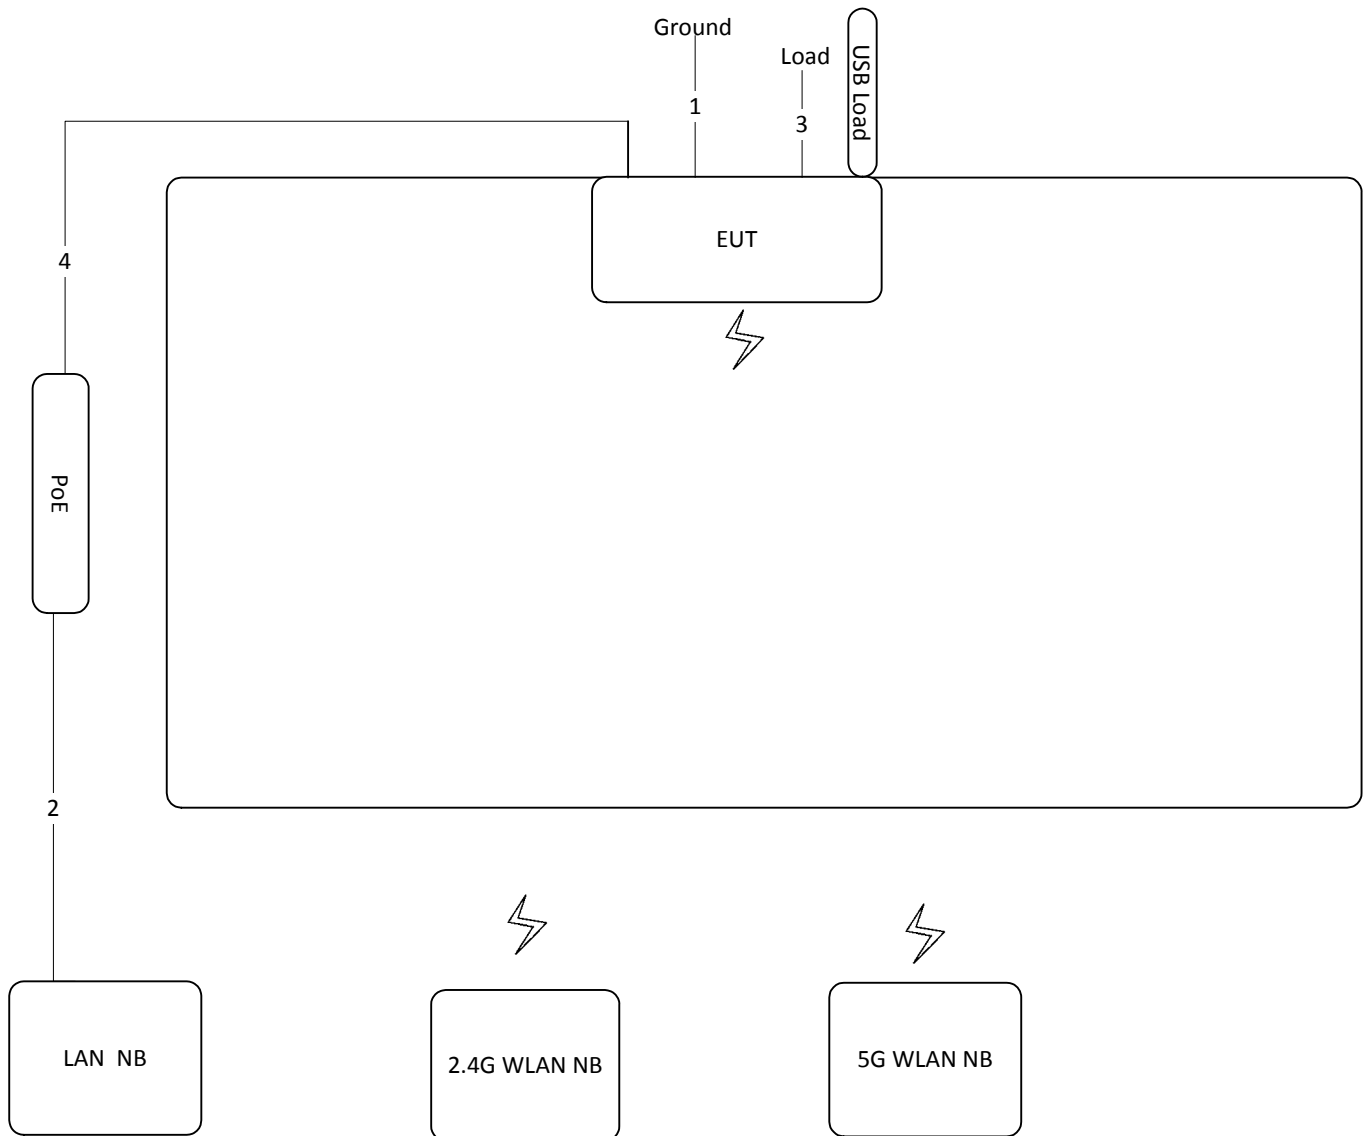 Ground
Load
USB Load
1
3
EUT
4
PoE
2
LAN  NB
2.4G WLAN NB
5G WLAN NB